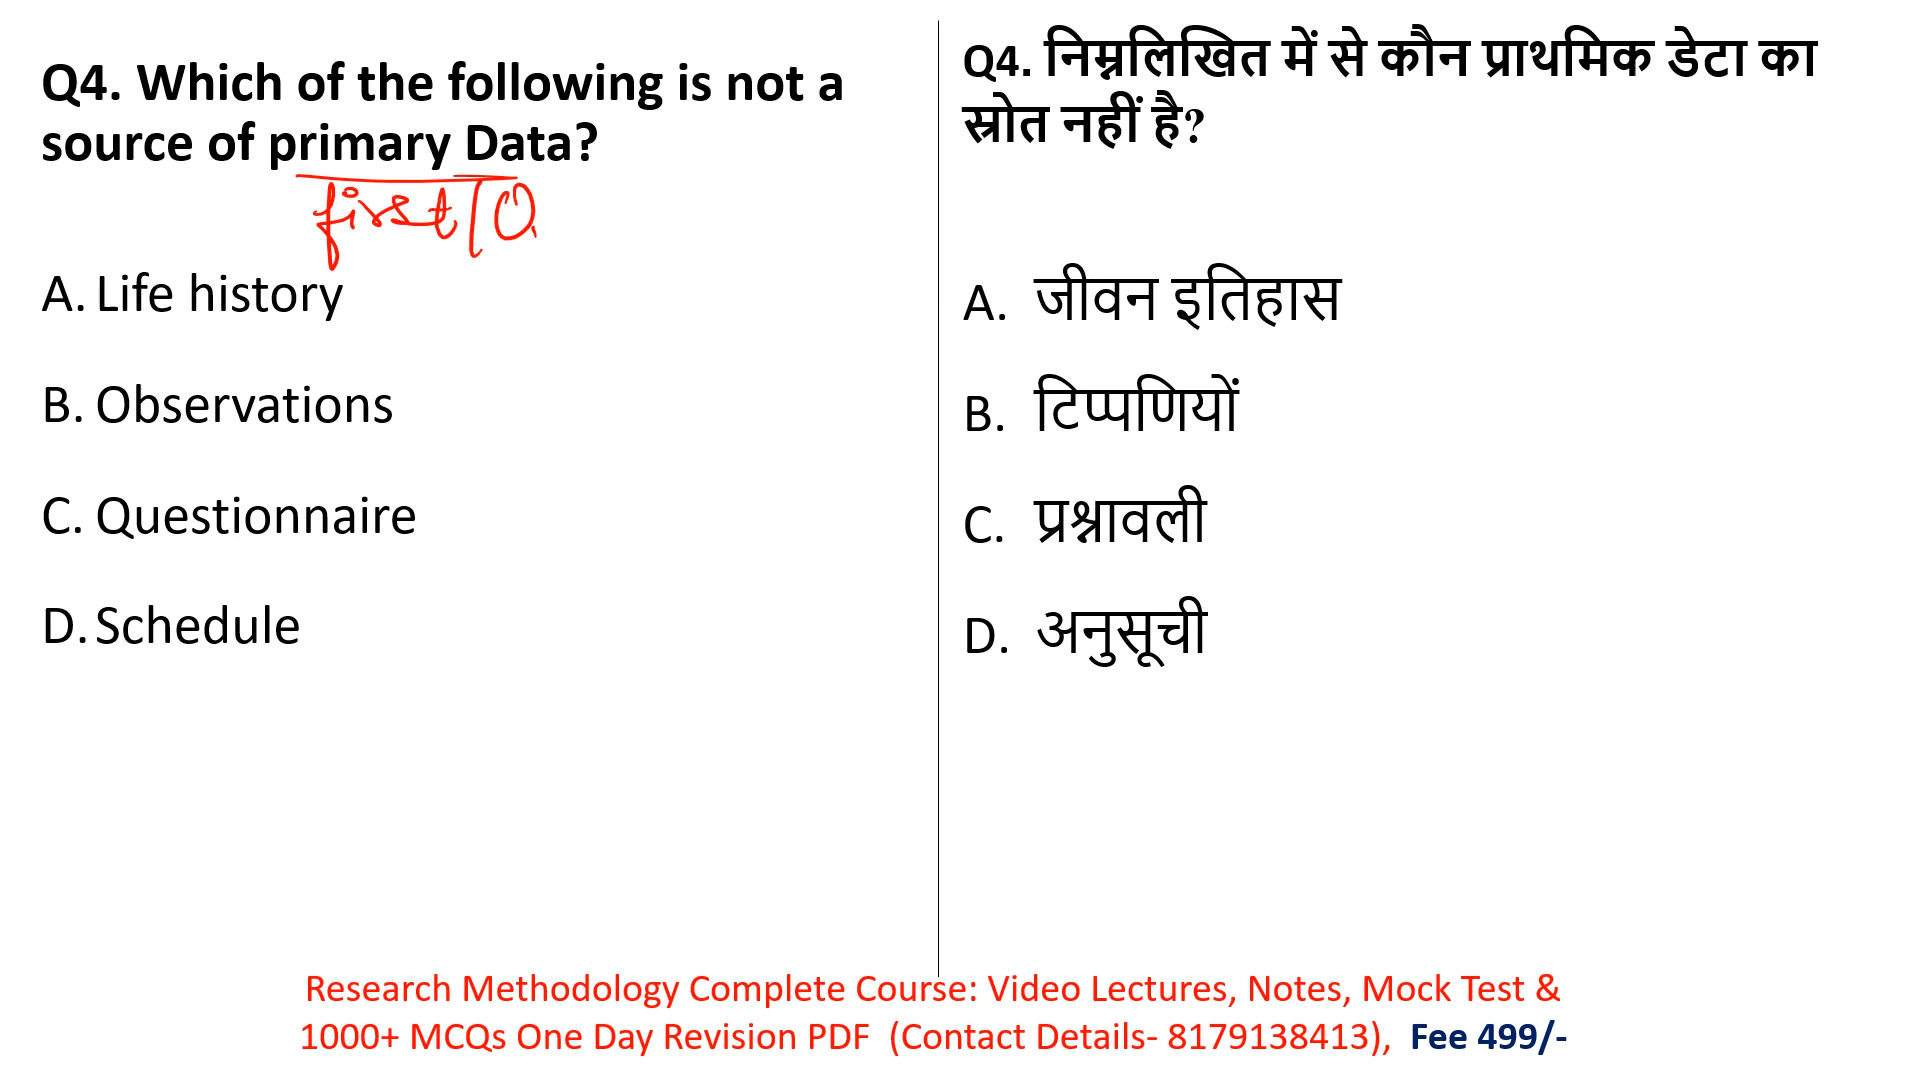 Q4. Which of the following is not a
source of primary Data?
first/O
A. Life history
B. Observations
C. Questionnaire
D. Schedule
Q4. निम्नलिखित में से कौन प्राथमिक डेटा का
स्रोत नहीं है?
A. जीवन इतिहास
B. टिप्पणियों
C. प्रश्नावली
D. अनुसूची
Research Methodology Complete Course: Video Lectures, Notes, Mock Test &
1000+ MCQs One Day Revision PDF (Contact Details- 8179138413), Fee 499/-